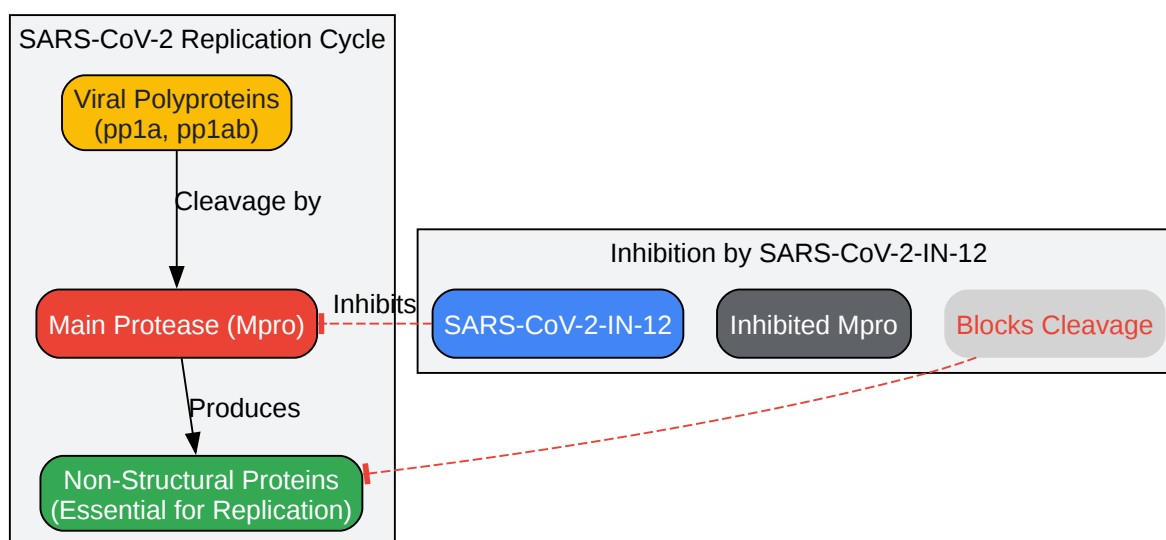 SARS-CoV-2 Replication Cycle
Viral Polyproteins
(pp1a, pp1ab)
Cleavage by
Main Protease (Mpro)
Produces
Non-Structural Proteins
(Essential for Replication)
Inhibits
Inhibition by SARS-CoV-2-IN-12
SARS-CoV-2-IN-12
Inhibited Mpro
Blocks Cleavage